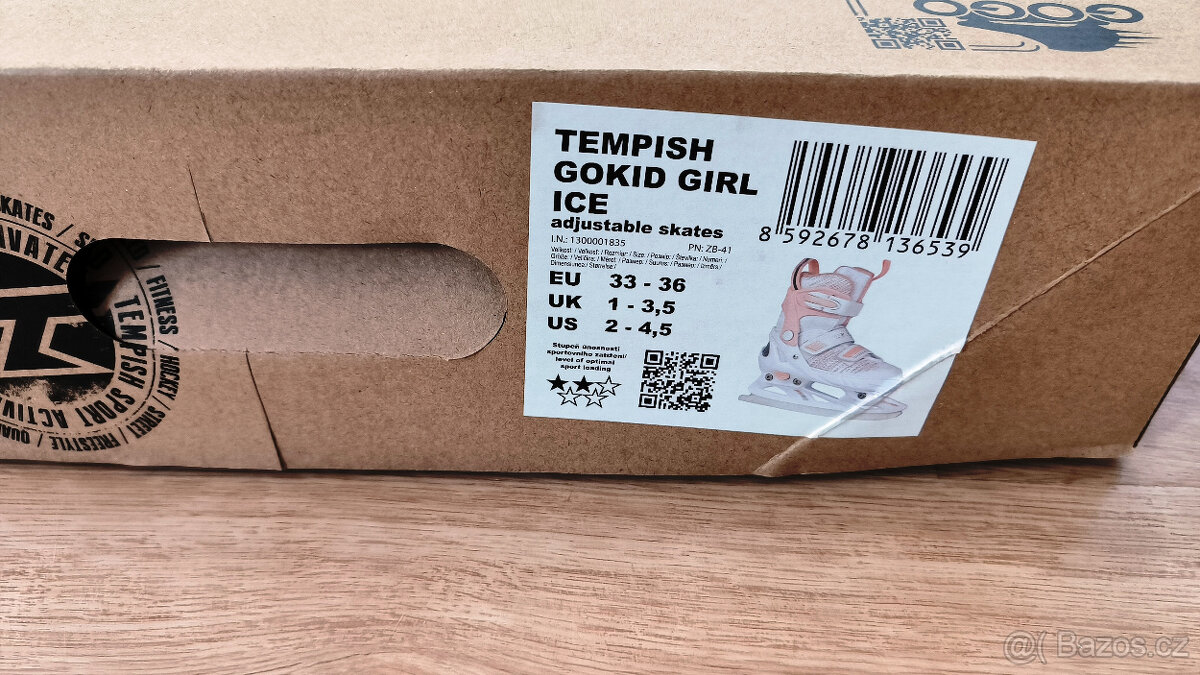 GOGO
TEMPISH
GOKID GIRL
ICE
adjustable skates
I.N.: 1300001835
PN: ZB-41
8 592678 136539
EU 33 - 36
UK 1 - 3,5
US 2 - 4,5
Stupeň únosnosti
sportovního zatížení/
level of optimal
sport loading
SKATES /
/ FITNESS / HOCKEY / STREET / FREESTYLE /
TEMPISH SPORT
@( Bazos.cz